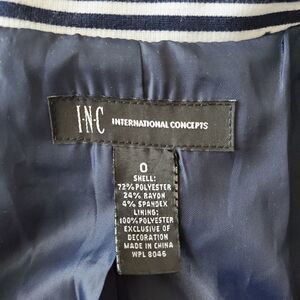 I·N·C INTERNATIONAL CONCEPTS
0
SHELL:
72% POLYESTER
24% RAYON
4% SPANDEX
LINING:
100% POLYESTER
EXCLUSIVE OF
DECORATION
MADE IN CHINA
WPL 8046